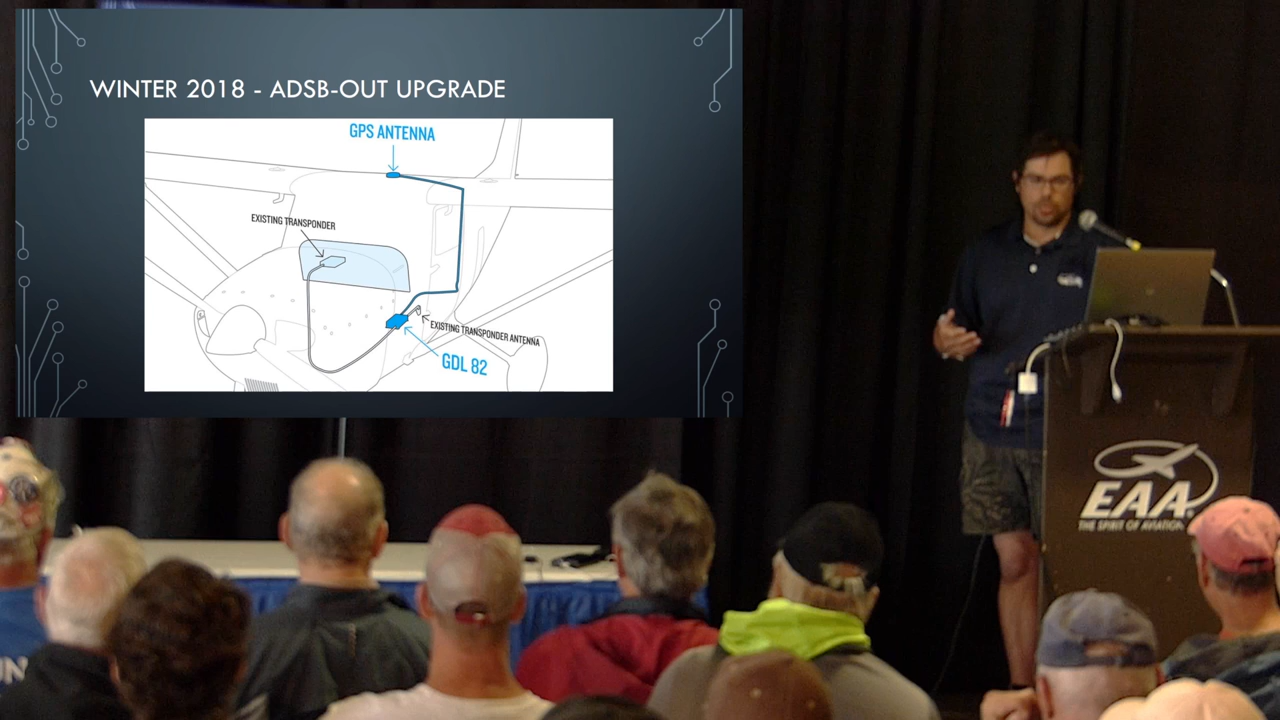 WINTER 2018 - ADSB-OUT UPGRADE
GPS ANTENNA
EXISTING TRANSPONDER
EXISTING TRANSPONDER ANTENNA
GDL 82
EAA
THE SPIRIT OF AVIATION
UN